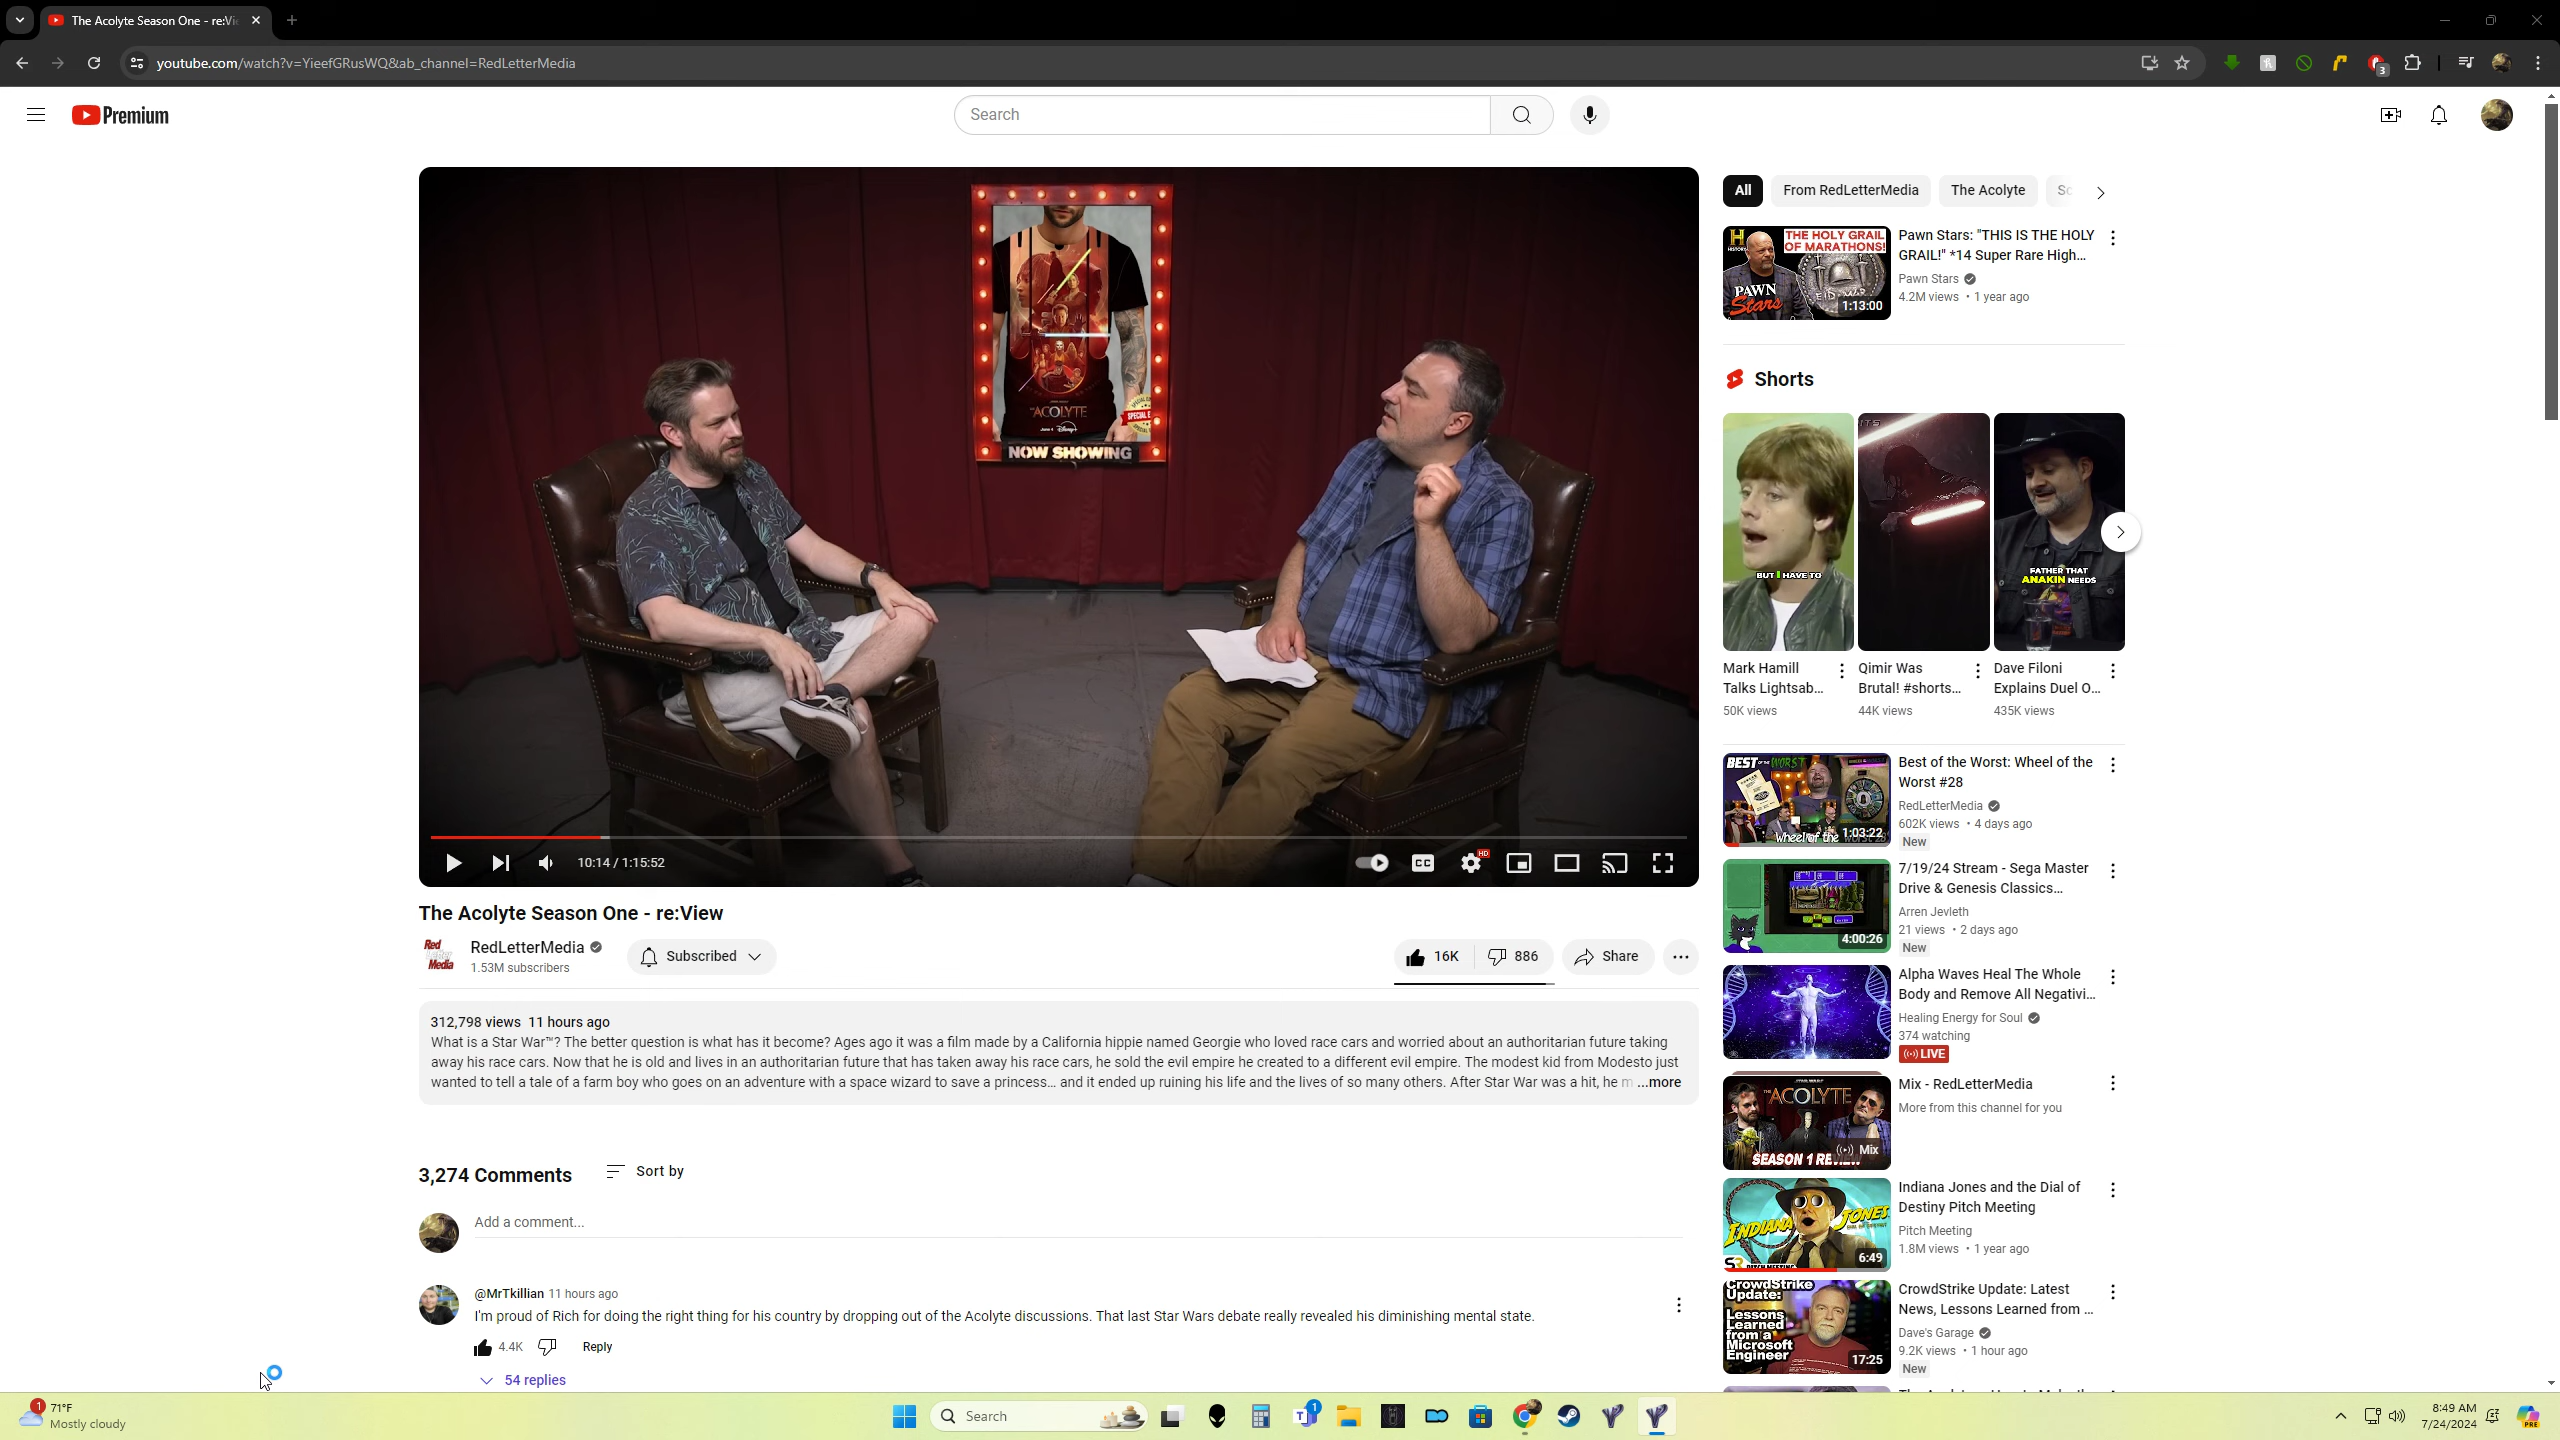 The Acolyte Season One - re:Vi
youtube.com/watch?v=YieefGRusWQ&ab_channel=RedLetterMedia
3
Premium
Search
NOW SHOWING
ACOLYTE
June 4 Disney+
SPECIAL E
10:14 / 1:15:52
CC
HD
The Acolyte Season One - re:View
Red
Letter
Media
RedLetterMedia
1.53M subscribers
Subscribed
16K
886
Share
312,798 views 11 hours ago
What is a Star War™? The better question is what has it become? Ages ago it was a film made by a California hippie named Georgie who loved race cars and worried about an authoritarian future taking
away his race cars. Now that he is old and lives in an authoritarian future that has taken away his race cars, he sold the evil empire he created to a different evil empire. The modest kid from Modesto just
wanted to tell a tale of a farm boy who goes on an adventure with a space wizard to save a princess... and it ended up ruining his life and the lives of so many others. After Star War was a hit, he m ...more
3,274 Comments
Sort by
Add a comment...
@MrTkillian 11 hours ago
I'm proud of Rich for doing the right thing for his country by dropping out of the Acolyte discussions. That last Star Wars debate really revealed his diminishing mental state.
4.4K
Reply
54 replies
All
From RedLetterMedia
The Acolyte
Sc
H
HISTORY
THE HOLY GRAIL
OF MARATHONS!
PAWN
Stars
EID MAR
1:13:00
Pawn Stars: "THIS IS THE HOLY
GRAIL!" *14 Super Rare High...
Pawn Stars
4.2M views • 1 year ago
Shorts
BUT I HAVE TO
FATHER THAT
ANAKIN NEEDS
Mark Hamill
Talks Lightsab...
50K views
Qimir Was
Brutal! #shorts...
44K views
Dave Filoni
Explains Duel O...
435K views
BEST OF THE WORST
Wheel of the
1:03:22
Best of the Worst: Wheel of the
Worst #28
RedLetterMedia
602K views • 4 days ago
New
4:00:26
7/19/24 Stream - Sega Master
Drive & Genesis Classics...
Arren Jevleth
21 views • 2 days ago
New
Alpha Waves Heal The Whole
Body and Remove All Negativi...
Healing Energy for Soul
374 watching
LIVE
THE ACOLYTE
SEASON 1 RE
Mix
Mix - RedLetterMedia
More from this channel for you
INDIANA JONES
6:49
Indiana Jones and the Dial of
Destiny Pitch Meeting
Pitch Meeting
1.8M views • 1 year ago
CrowdStrike
Update:
Lessons
Learned
from a
Microsoft
Engineer
17:25
CrowdStrike Update: Latest
News, Lessons Learned from ...
Dave's Garage
9.2K views • 1 hour ago
New
1
71°F
Mostly cloudy
Search
1
8:49 AM
7/24/2024
PRE